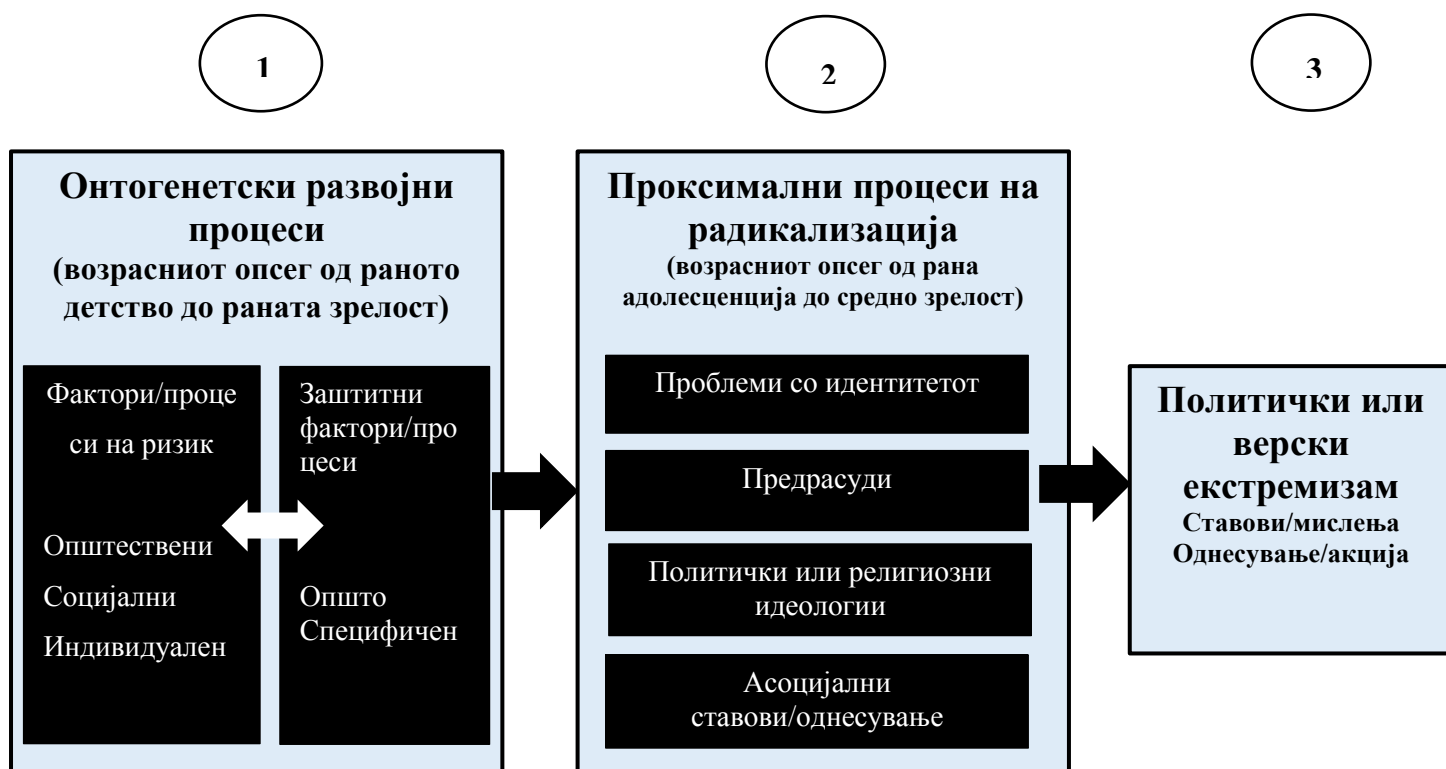 1
2
3
Онтогенетски развојни
процеси
(возрасниот опсег од раното
детство до раната зрелост)
Фактори/проце
си на ризик
Општествени
Социјални
Индивидуален
Заштитни
фактори/про
цеси
Општо
Специфичен
Проксимални процеси на
радикализација
(возрасниот опсег од рана
адолесценција до средно зрелост)
Проблеми со идентитетот
Предрасуди
Политички или религиозни
идеологии
Асоцијални
ставови/однесување
Политички или
верски
екстремизам
Ставови/мислења
Однесување/акција